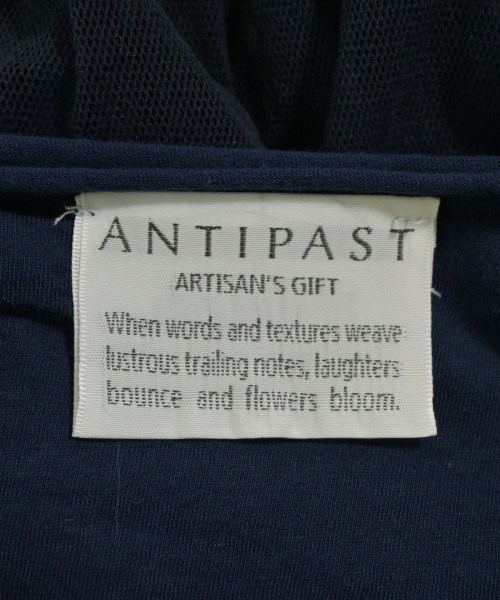 ANTIPAST
ARTISAN'S GIFT
When words and textures weave
lustrous trailing notes, laughters
bounce and flowers bloom.